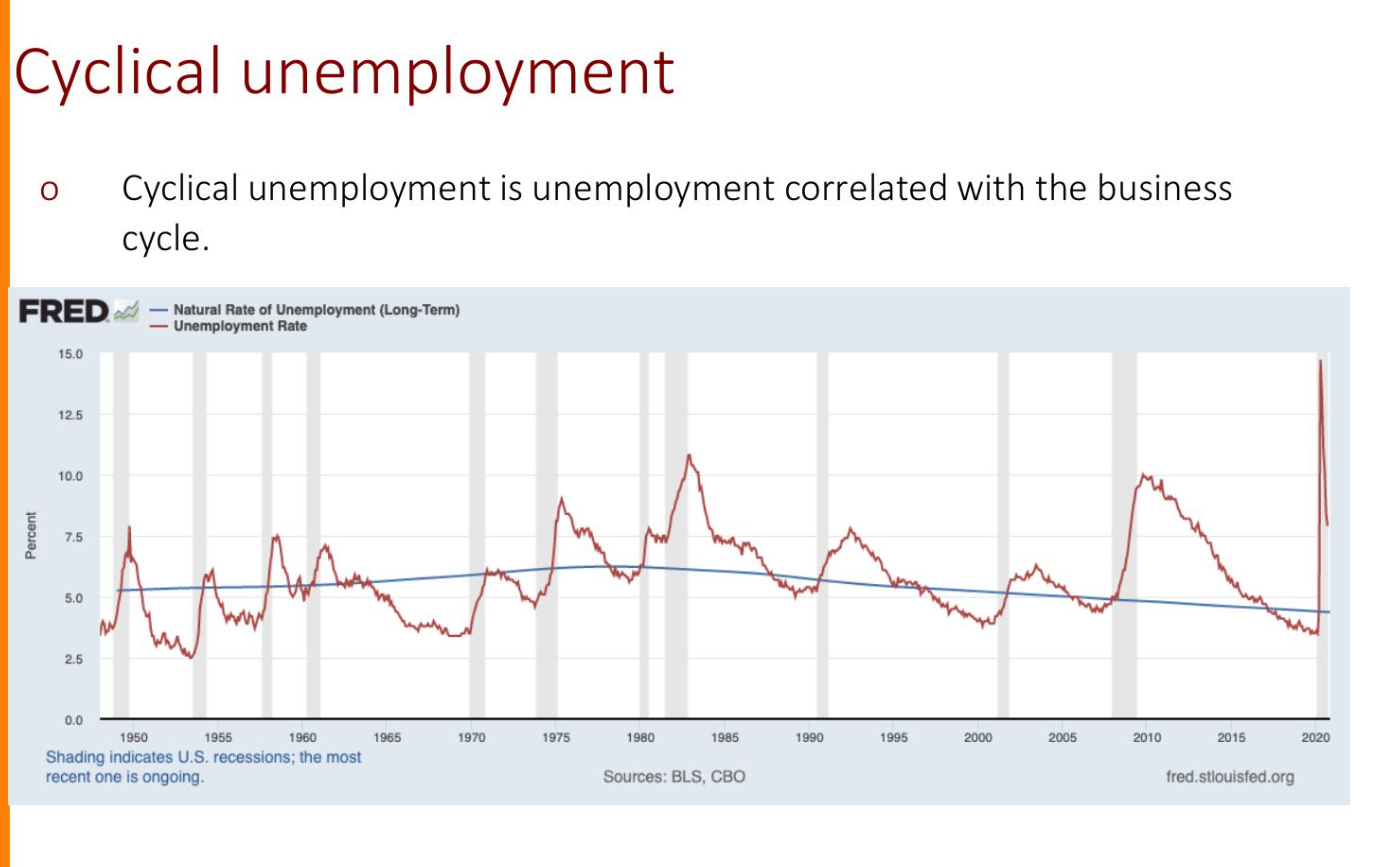 Cyclical unemployment
o Cyclical unemployment is unemployment correlated with the business
cycle.
FRED
Natural Rate of Unemployment (Long-Term)
Unemployment Rate
15.0
12.5
10.0
7.5
5.0
2.5
0.0
Percent
1950 1955 1960 1965 1970 1975 1980 1985 1990 1995 2000 2005 2010 2015 2020
Shading indicates U.S. recessions; the most
recent one is ongoing.
Sources: BLS, CBO
fred.stlouisfed.org